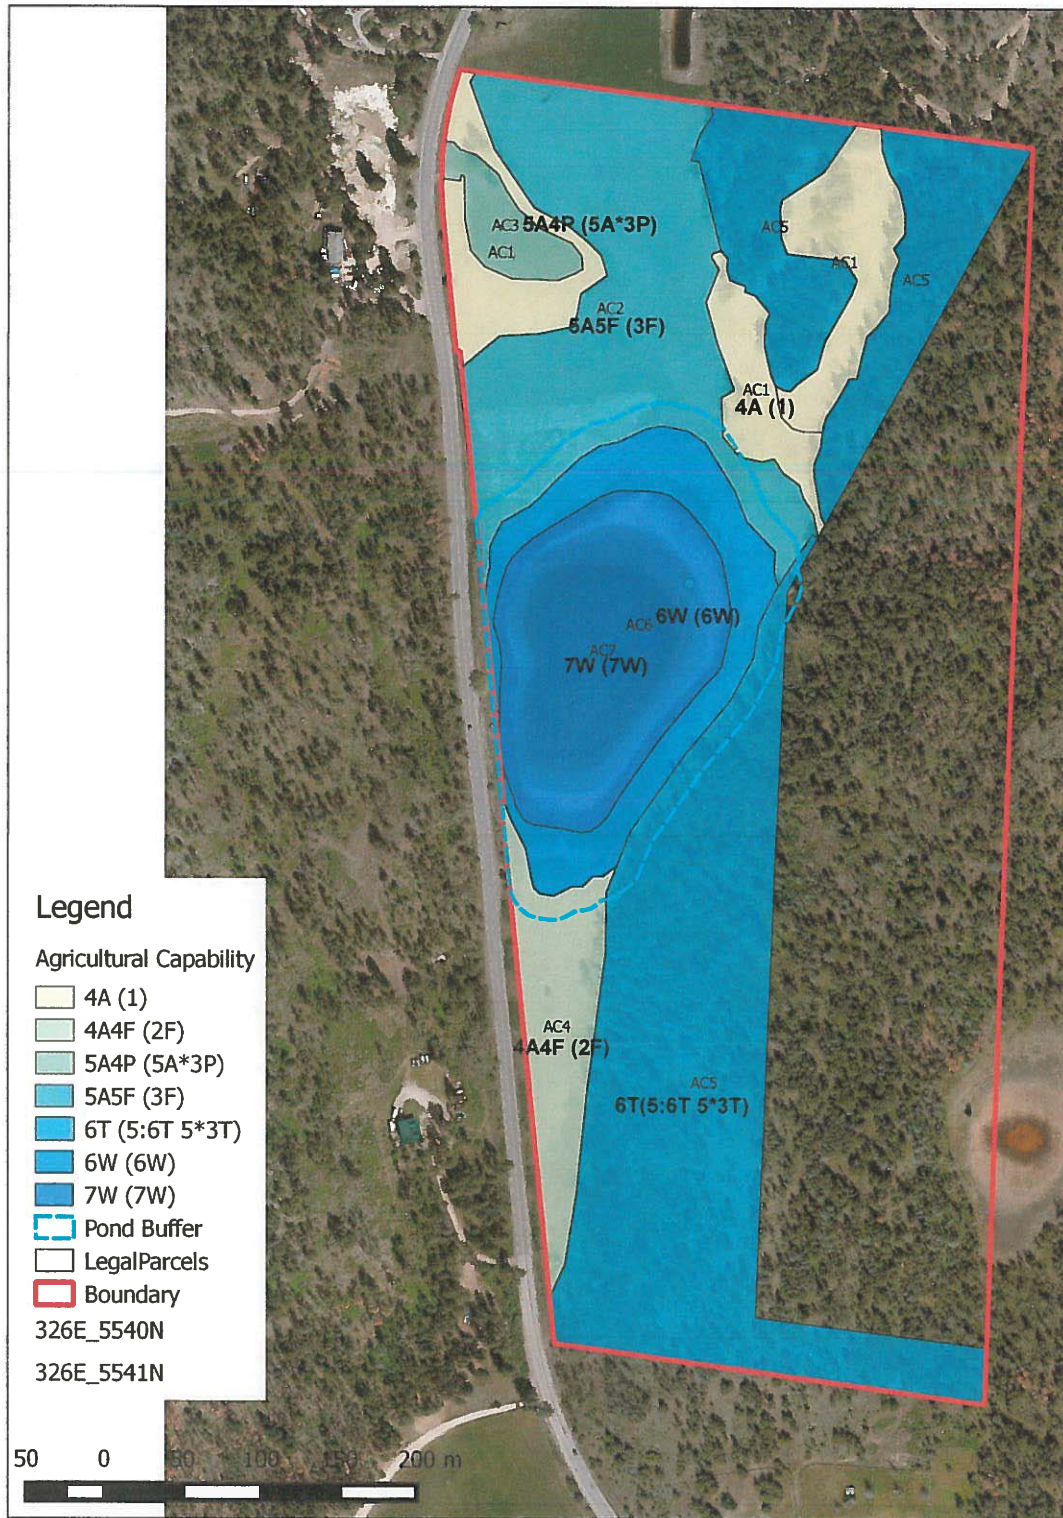 AC3 5A4P (5A*3P)
AC1
AC5
AC1
AC5
AC2
5A5F (3F)
AC1
4A (1)
AC6 6W (6W)
AC7
7W (7W)
AC4
4A4F (2F)
AC5
6T(5:6T 5*3T)
Legend
Agricultural Capability
4A (1)
4A4F (2F)
5A4P (5A*3P)
5A5F (3F)
6T (5:6T 5*3T)
6W (6W)
7W (7W)
Pond Buffer
LegalParcels
Boundary
326E_5540N
326E_5541N
50 0 50 100 150 200 m